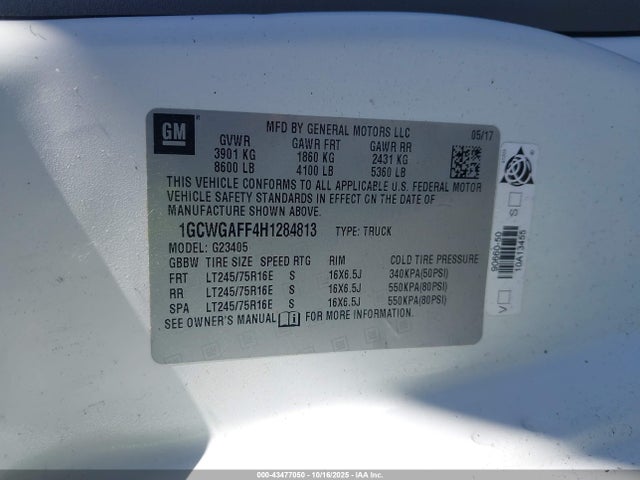 GM
MFD BY GENERAL MOTORS LLC 05/17
GVWR GAWR FRT GAWR RR
3901 KG 1860 KG 2431 KG
8600 LB 4100 LB 5360 LB
THIS VEHICLE CONFORMS TO ALL APPLICABLE U.S. FEDERAL MOTOR
VEHICLE SAFETY STANDARDS IN EFFECT ON THE DATE OF
MANUFACTURE SHOWN ABOVE.
1GCWGAFF4H1284813 TYPE: TRUCK
MODEL: G23405
GBBW TIRE SIZE SPEED RTG RIM COLD TIRE PRESSURE
FRT LT245/75R16E S 16X6.5J 340KPA(50PSI)
RR LT245/75R16E S 16X6.5J 550KPA(80PSI)
SPA LT245/75R16E S 16X6.5J 550KPA(80PSI)
SEE OWNER'S MANUAL FOR MORE INFORMATION.
90660-50
10A13455
S
V
000-43477050 - 10/16/2025 - IAA Inc.